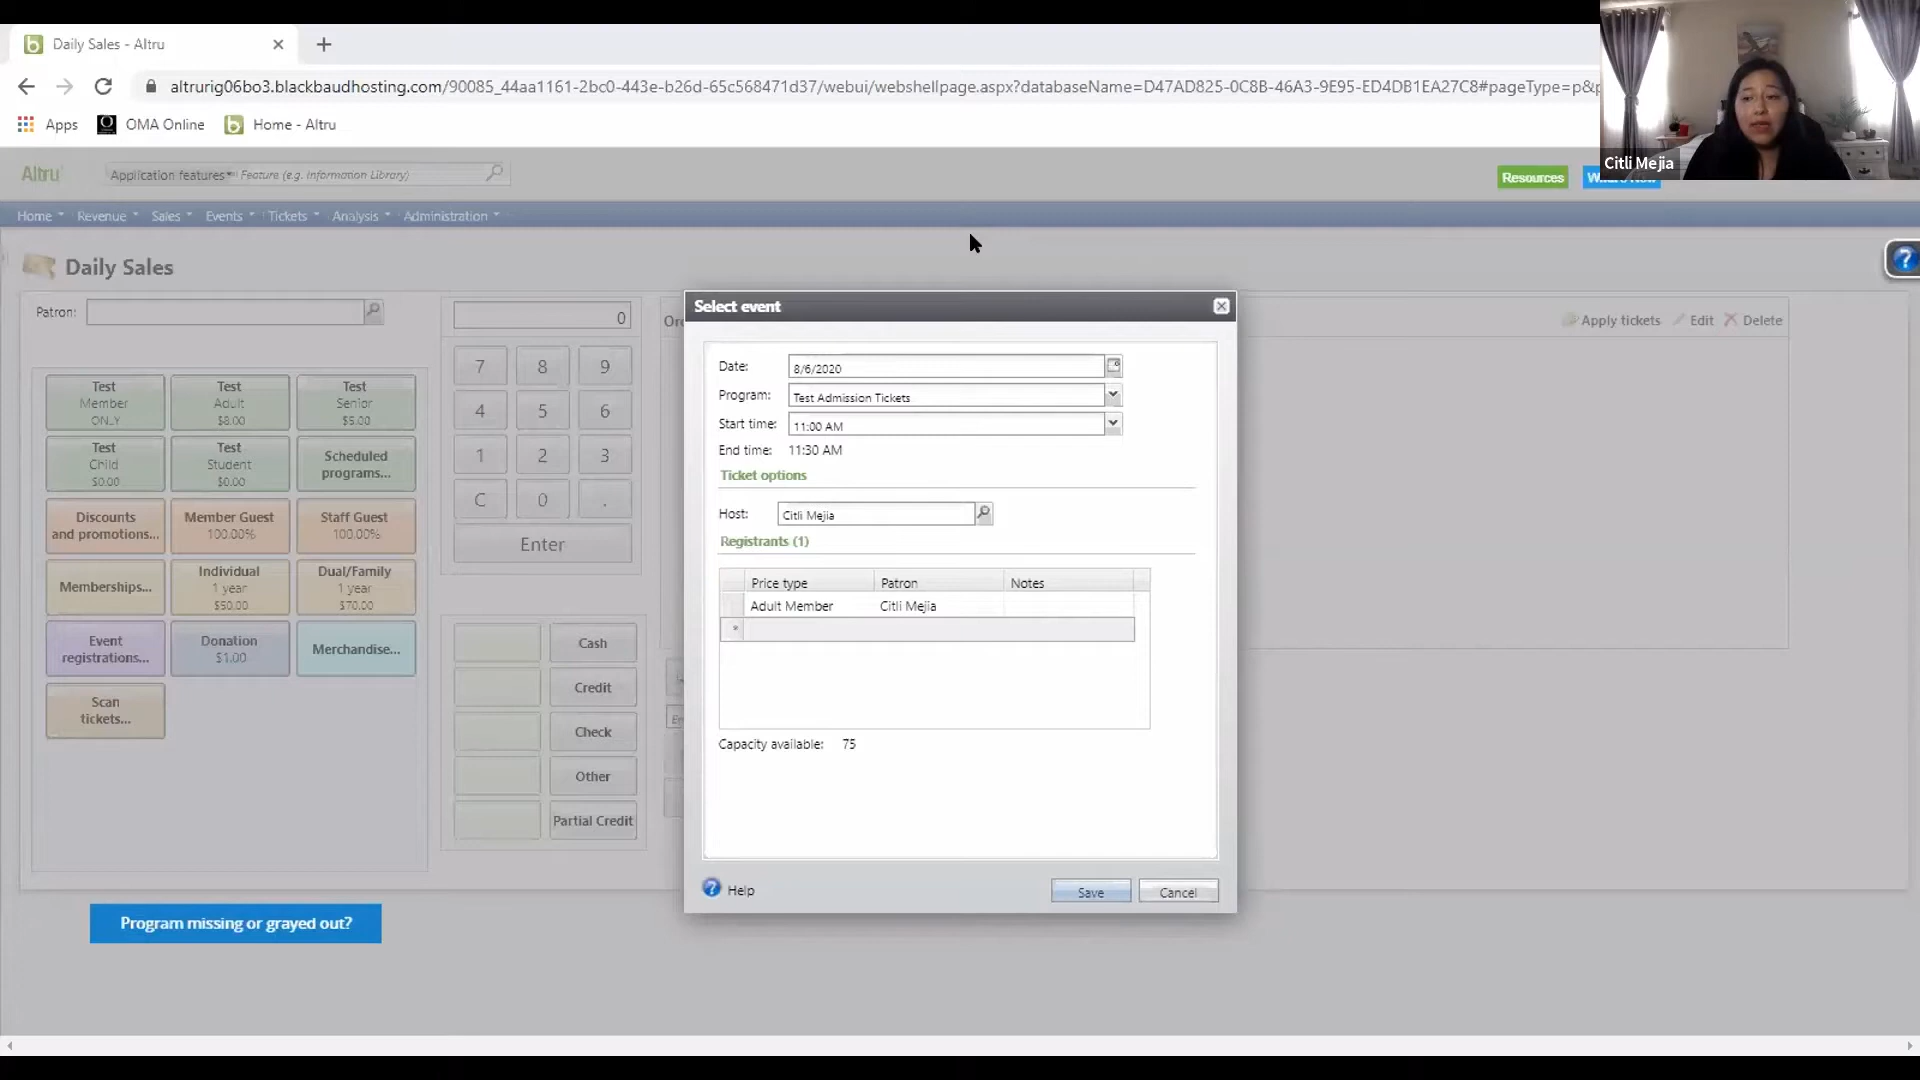 Daily Sales - Altru
altrurig06bo3.blackbaudhosting.com/90085_44aa1161-2bc0-443e-b26d-65c568471d37/webui/webshellpage.aspx?databaseName=D47AD825-0C8B-46A3-9E95-ED4DB1EA27C8#pageType=p&
Apps OMA Online Home - Altru
Citli Mejia
Altru
Application features Feature (e.g. Information Library)
Resources
Home Revenue Sales Events Tickets Analysis Administration
Daily Sales
Patron:
0
Apply tickets Edit Delete
Test Member ONLY
Test Adult $8.00
Test Senior $5.00
Test Child $0.00
Test Student $0.00
Scheduled programs...
Discounts and promotions...
Member Guest 100.00%
Staff Guest 100.00%
Memberships...
Individual 1 year $50.00
Dual/Family 1 year $70.00
Event registrations...
Donation $1.00
Merchandise...
Scan tickets...
7 8 9
4 5 6
1 2 3
C 0 .
Enter
Cash
Credit
Check
Other
Partial Credit
Select event
Date: 8/6/2020
Program: Test Admission Tickets
Start time: 11:00 AM
End time: 11:30 AM
Ticket options
Host: Citli Mejia
Registrants (1)
Price type Patron Notes
Adult Member Citli Mejia
Capacity available: 75
? Help
Save Cancel
Program missing or grayed out?
?